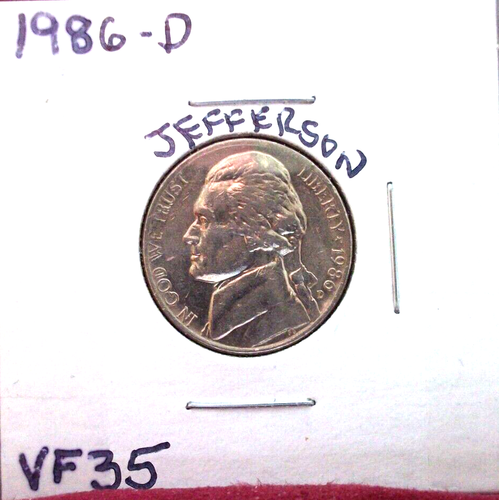 1986-D
JEFFERSON
IN GOD WE TRUST
LIBERTY ★ 1986
D
VF35